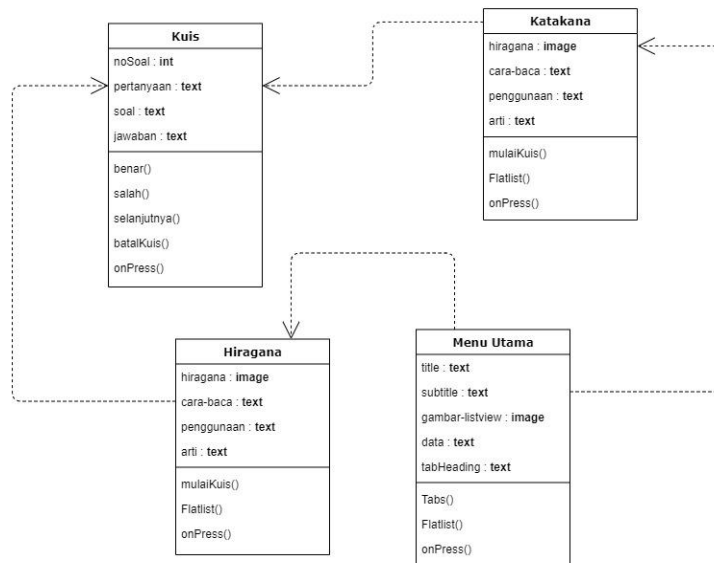 Kuis
noSoal : int
pertanyaan : text
soal : text
jawaban : text
benar()
salah()
selanjutnya()
batalKuis()
onPress()
Katakana
hiragana : image
cara-baca : text
penggunaan : text
arti : text
mulaiKuis()
Flatlist()
onPress()
Hiragana
hiragana : image
cara-baca : text
penggunaan : text
arti : text
mulaiKuis()
Flatlist()
onPress()
Menu Utama
title : text
subtitle : text
gambar-listview : image
data : text
tabHeading : text
Tabs()
Flatlist()
onPress()